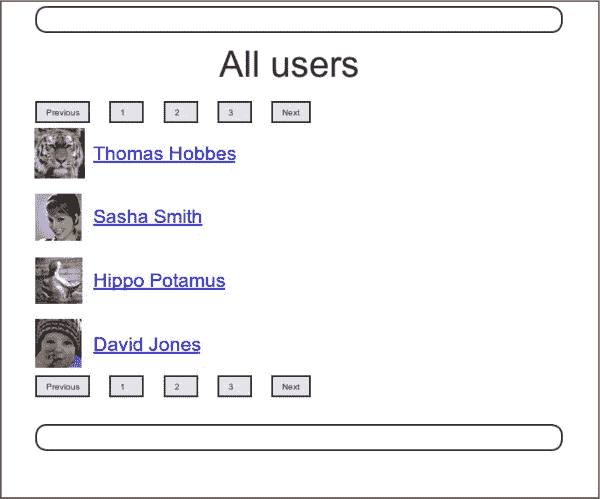 All users
Previous 1 2 3 Next
Thomas Hobbes
Sasha Smith
Hippo Potamus
David Jones
Previous 1 2 3 Next